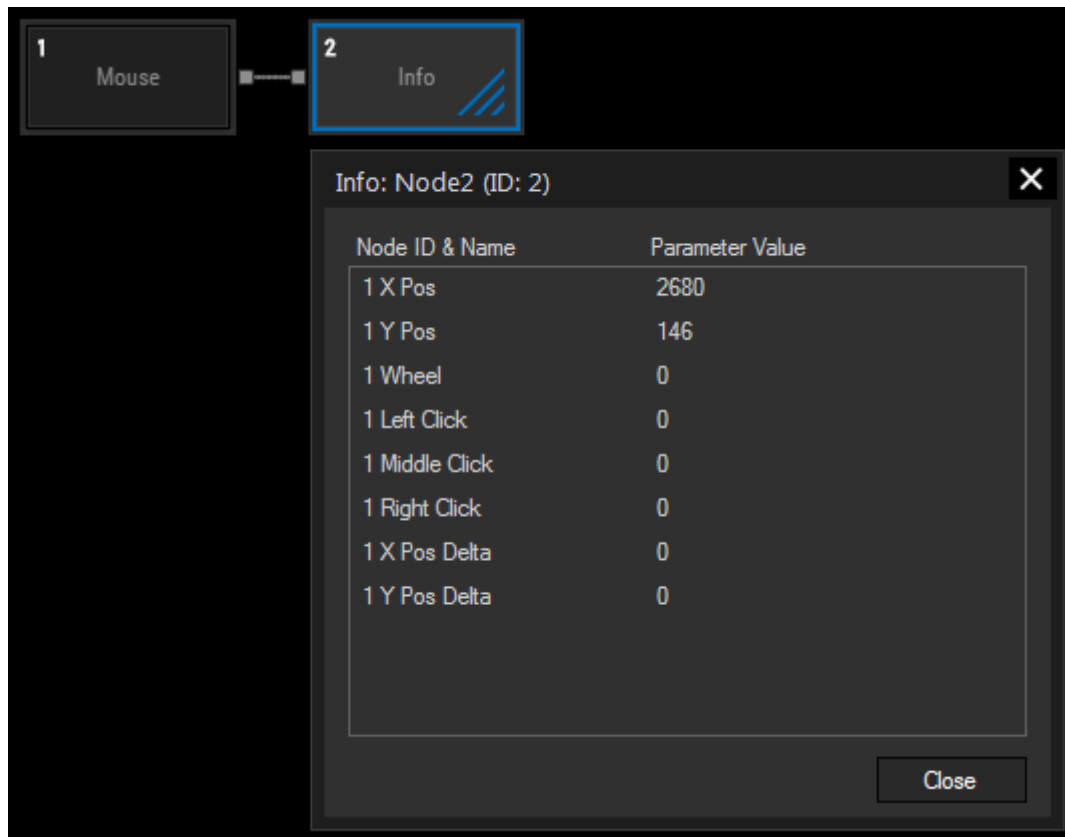 1
Mouse
2
Info
Info: Node2 (ID: 2)
Node ID & Name Parameter Value
1 X Pos 2680
1 Y Pos 146
1 Wheel 0
1 Left Click 0
1 Middle Click 0
1 Right Click 0
1 X Pos Delta 0
1 Y Pos Delta 0
Close